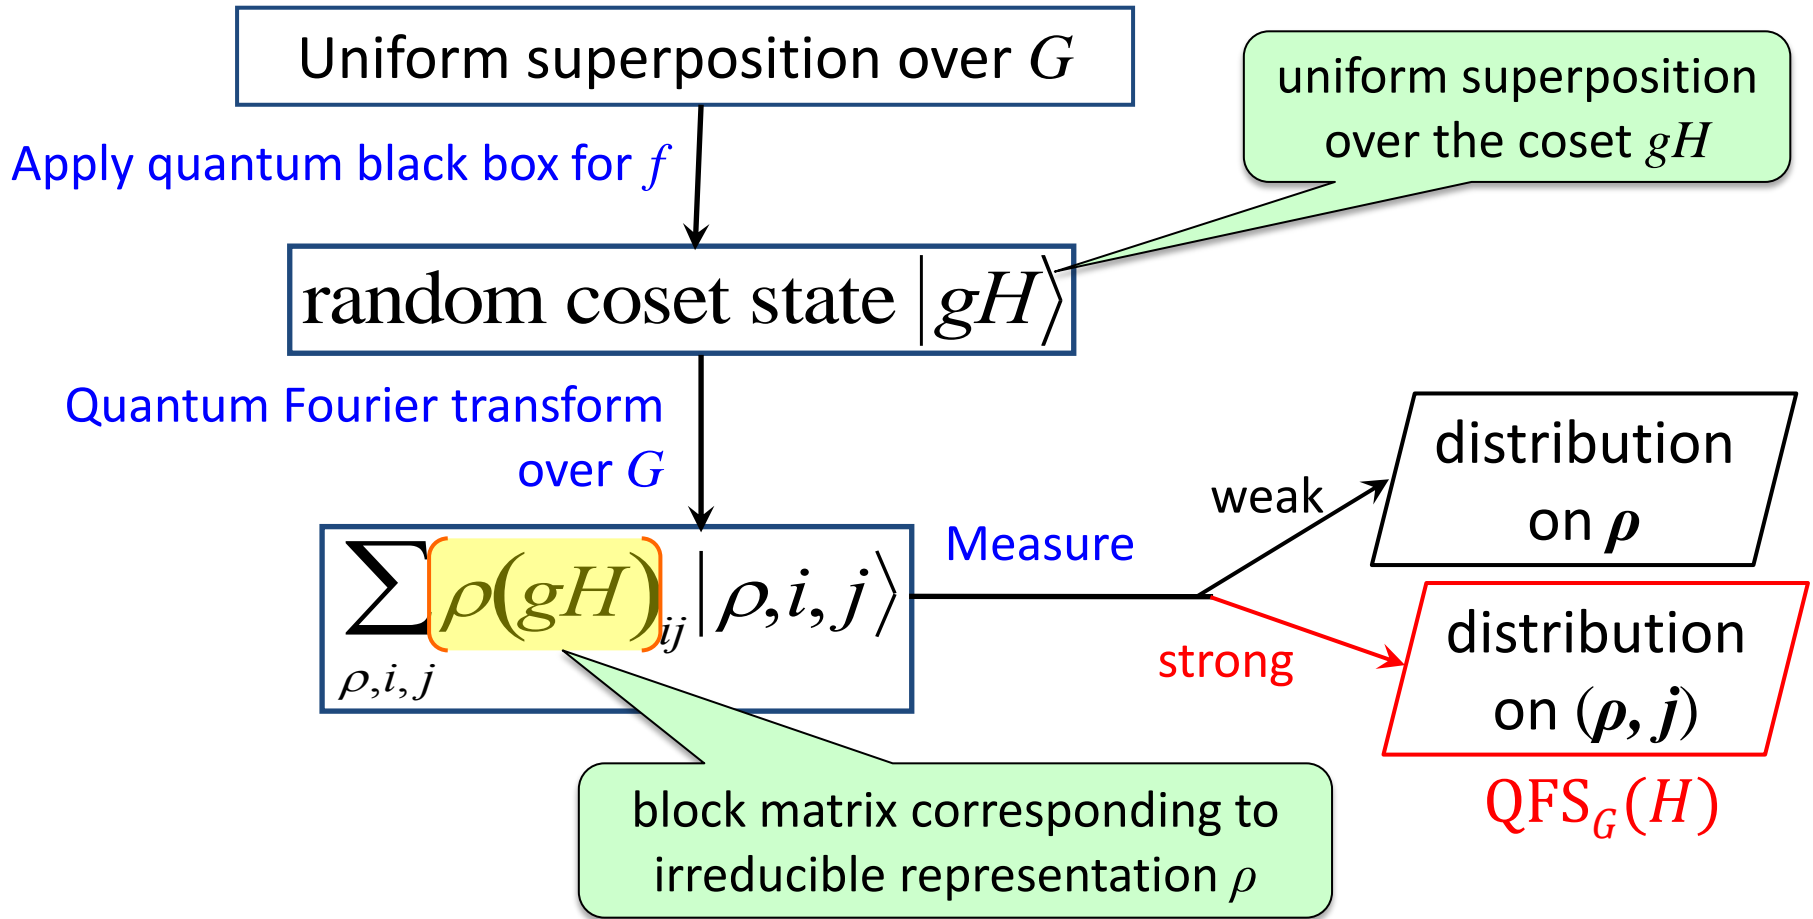 Uniform superposition over G
uniform superposition
over the coset gH
Apply quantum black box for f
random coset state |gH⟩
Quantum Fourier transform
over G
distribution
on ρ
weak
Measure
∑ ρ(gH)ij |ρ,i,j⟩
ρ,i,j
strong
distribution
on (ρ, j)
QFS_G(H)
block matrix corresponding to
irreducible representation ρ